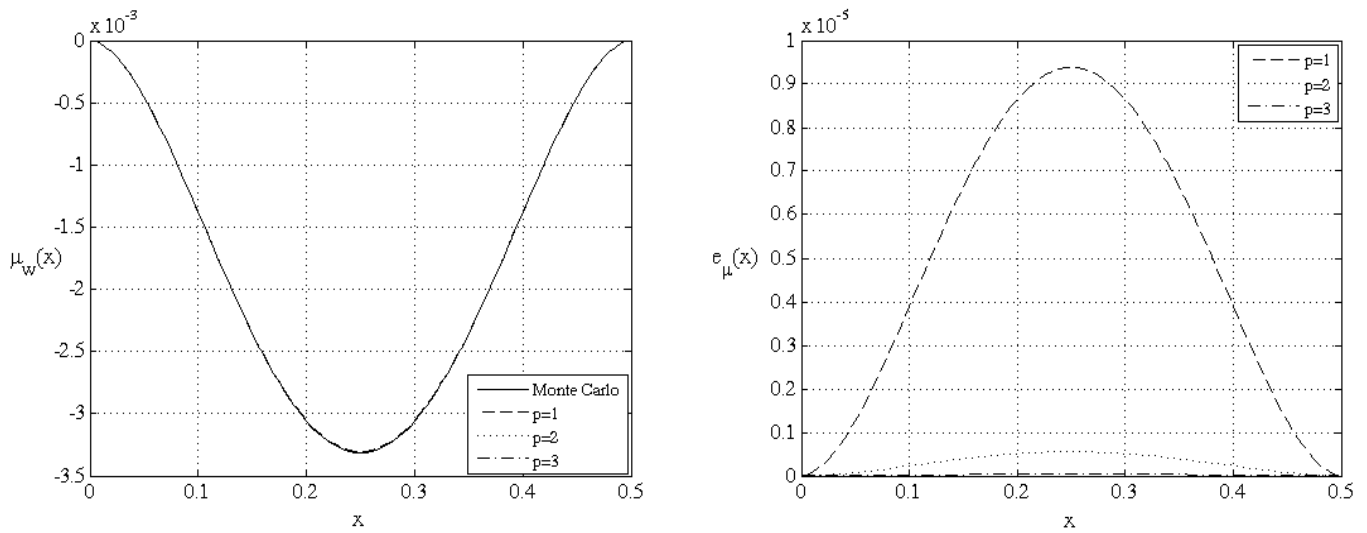 x 10⁻³
0
-0.5
-1
-1.5
-2
-2.5
-3
-3.5
μ_w(x)
0
0.1
0.2
0.3
0.4
0.5
x
Monte Carlo
p=1
p=2
p=3
x 10⁻⁵
1
0.9
0.8
0.7
0.6
0.5
0.4
0.3
0.2
0.1
0
e_μ(x)
0
0.1
0.2
0.3
0.4
0.5
x
p=1
p=2
p=3